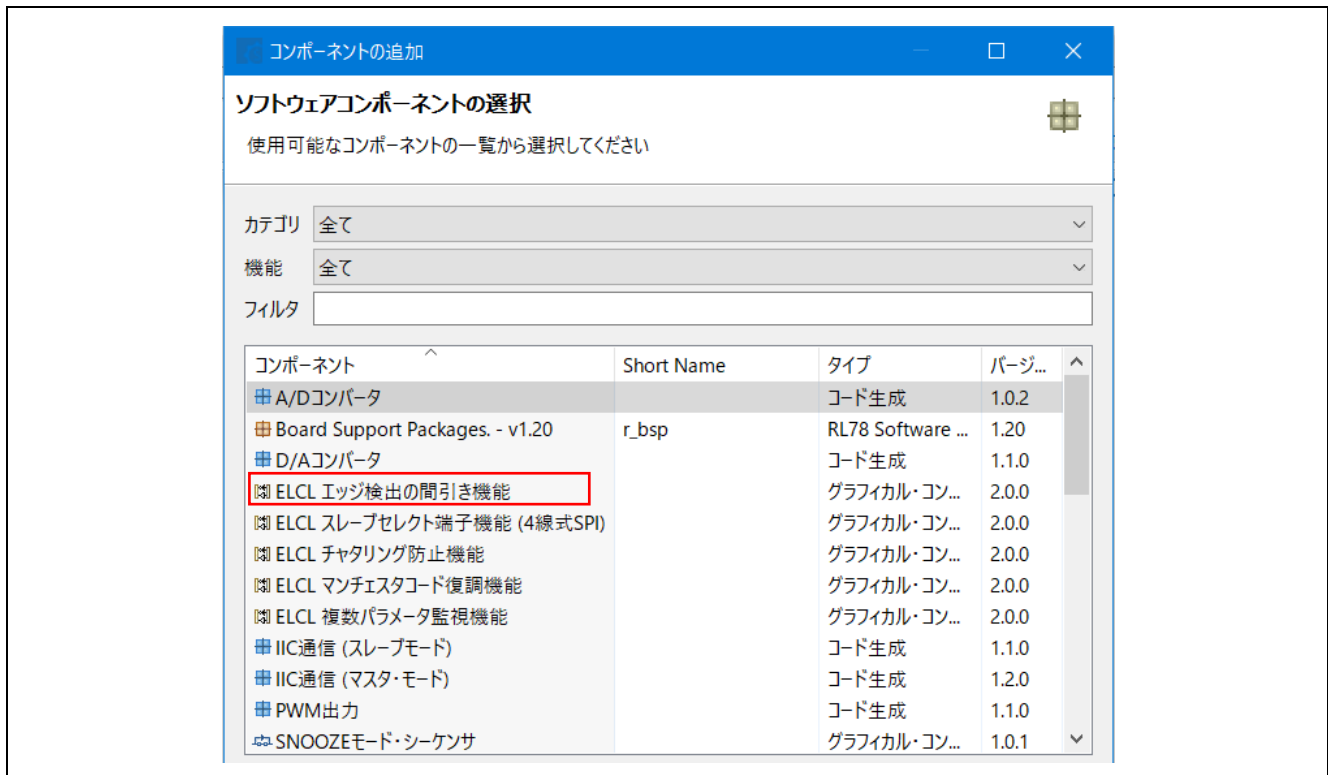 コンポーネントの追加
ソフトウェアコンポーネントの選択
使用可能なコンポーネントの一覧から選択してください
カテゴリ 全て
機能 全て
フィルタ
コンポーネント Short Name タイプ バージ...
A/Dコンバータ コード生成 1.0.2
Board Support Packages. - v1.20 r_bsp RL78 Software ... 1.20
D/Aコンバータ コード生成 1.1.0
ELCL エッジ検出の間引き機能 グラフィカル・コン... 2.0.0
ELCL スレーブセレクト端子機能 (4線式SPI) グラフィカル・コン... 2.0.0
ELCL チャタリング防止機能 グラフィカル・コン... 2.0.0
ELCL マンチェスタコード復調機能 グラフィカル・コン... 2.0.0
ELCL 複数パラメータ監視機能 グラフィカル・コン... 2.0.0
IIC通信 (スレーブモード) コード生成 1.1.0
IIC通信 (マスタ・モード) コード生成 1.2.0
PWM出力 コード生成 1.1.0
SNOOZEモード・シーケンサ グラフィカル・コン... 1.0.1